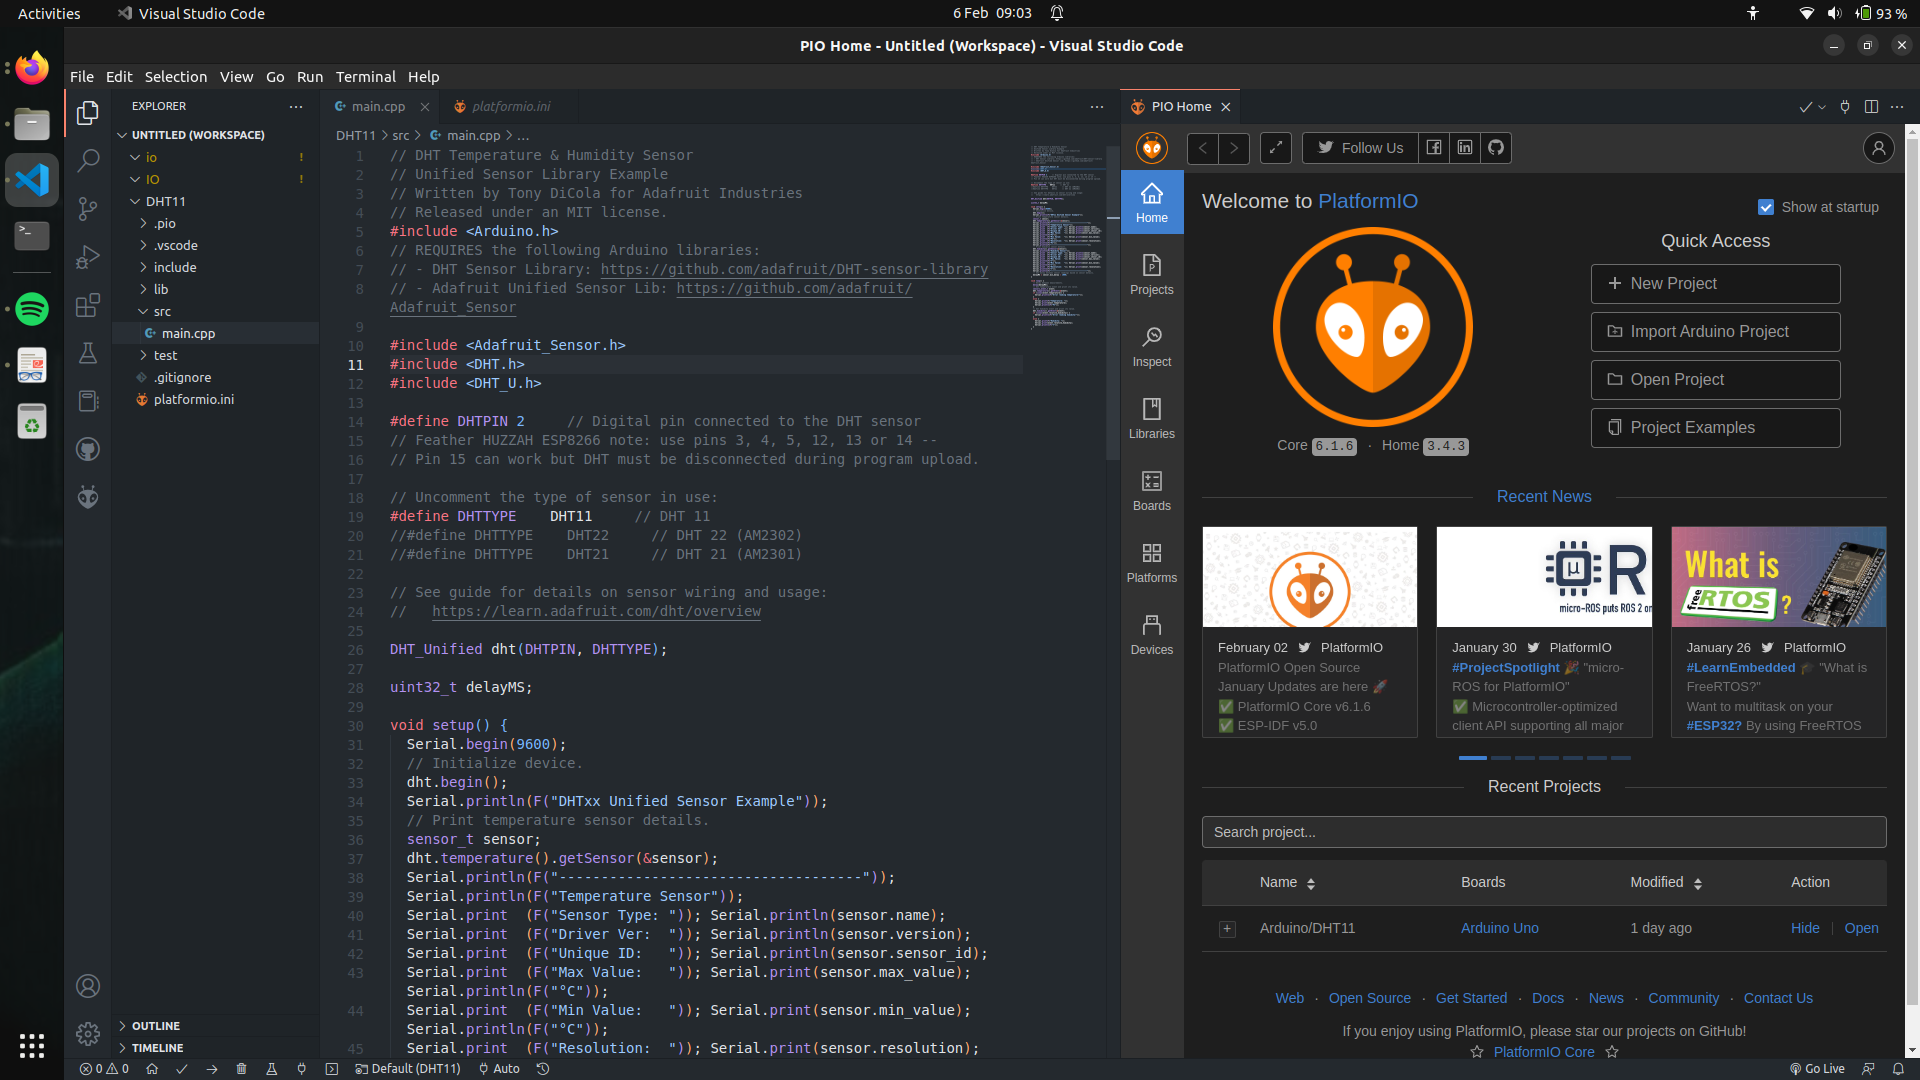 Activities
Visual Studio Code
6 Feb 09:03
93 %
PIO Home - Untitled (Workspace) - Visual Studio Code
File Edit Selection View Go Run Terminal Help
EXPLORER
UNTITLED (WORKSPACE)
io !
IO !
DHT11
.pio
.vscode
include
lib
src
main.cpp
test
.gitignore
platformio.ini
OUTLINE
TIMELINE
main.cpp
platformio.ini
DHT11 > src > main.cpp > ...
1 // DHT Temperature & Humidity Sensor
2 // Unified Sensor Library Example
3 // Written by Tony DiCola for Adafruit Industries
4 // Released under an MIT license.
5 #include <Arduino.h>
6 // REQUIRES the following Arduino libraries:
7 // - DHT Sensor Library: https://github.com/adafruit/DHT-sensor-library
8 // - Adafruit Unified Sensor Lib: https://github.com/adafruit/
Adafruit_Sensor
9
10 #include <Adafruit_Sensor.h>
11 #include <DHT.h>
12 #include <DHT_U.h>
13
14 #define DHTPIN 2     // Digital pin connected to the DHT sensor
15 // Feather HUZZAH ESP8266 note: use pins 3, 4, 5, 12, 13 or 14 --
16 // Pin 15 can work but DHT must be disconnected during program upload.
17
18 // Uncomment the type of sensor in use:
19 #define DHTTYPE    DHT11     // DHT 11
20 //#define DHTTYPE    DHT22     // DHT 22 (AM2302)
21 //#define DHTTYPE    DHT21     // DHT 21 (AM2301)
22
23 // See guide for details on sensor wiring and usage:
24 //   https://learn.adafruit.com/dht/overview
25
26 DHT_Unified dht(DHTPIN, DHTTYPE);
27
28 uint32_t delayMS;
29
30 void setup() {
31   Serial.begin(9600);
32   // Initialize device.
33   dht.begin();
34   Serial.println(F("DHTxx Unified Sensor Example"));
35   // Print temperature sensor details.
36   sensor_t sensor;
37   dht.temperature().getSensor(&sensor);
38   Serial.println(F("------------------------------------"));
39   Serial.println(F("Temperature Sensor"));
40   Serial.print  (F("Sensor Type: ")); Serial.println(sensor.name);
41   Serial.print  (F("Driver Ver:  ")); Serial.println(sensor.version);
42   Serial.print  (F("Unique ID:   ")); Serial.println(sensor.sensor_id);
43   Serial.print  (F("Max Value:   ")); Serial.print(sensor.max_value);
Serial.println(F("°C"));
44   Serial.print  (F("Min Value:   ")); Serial.print(sensor.min_value);
Serial.println(F("°C"));
45   Serial.print  (F("Resolution:  ")); Serial.print(sensor.resolution);
PIO Home
Follow Us
Home
Projects
Inspect
Libraries
Boards
Platforms
Devices
Welcome to PlatformIO
Show at startup
Core 6.1.6 · Home 3.4.3
Quick Access
New Project
Import Arduino Project
Open Project
Project Examples
Recent News
February 02 PlatformIO
PlatformIO Open Source
January Updates are here 🚀
✅ PlatformIO Core v6.1.6
✅ ESP-IDF v5.0
µROS
micro-ROS puts ROS 2 on
January 30 PlatformIO
#ProjectSpotlight 🎉 "micro-
ROS for PlatformIO"
✅ Microcontroller-optimized
client API supporting all major
What is
free RTOS ?
January 26 PlatformIO
#LearnEmbedded 🎓 "What is
FreeRTOS?"
Want to multitask on your
#ESP32? By using FreeRTOS
Recent Projects
Search project...
Name Boards Modified Action
Arduino/DHT11 Arduino Uno 1 day ago Hide | Open
Web · Open Source · Get Started · Docs · News · Community · Contact Us
If you enjoy using PlatformIO, please star our projects on GitHub!
☆ PlatformIO Core ☆
0 0 Default (DHT11) Auto Go Live